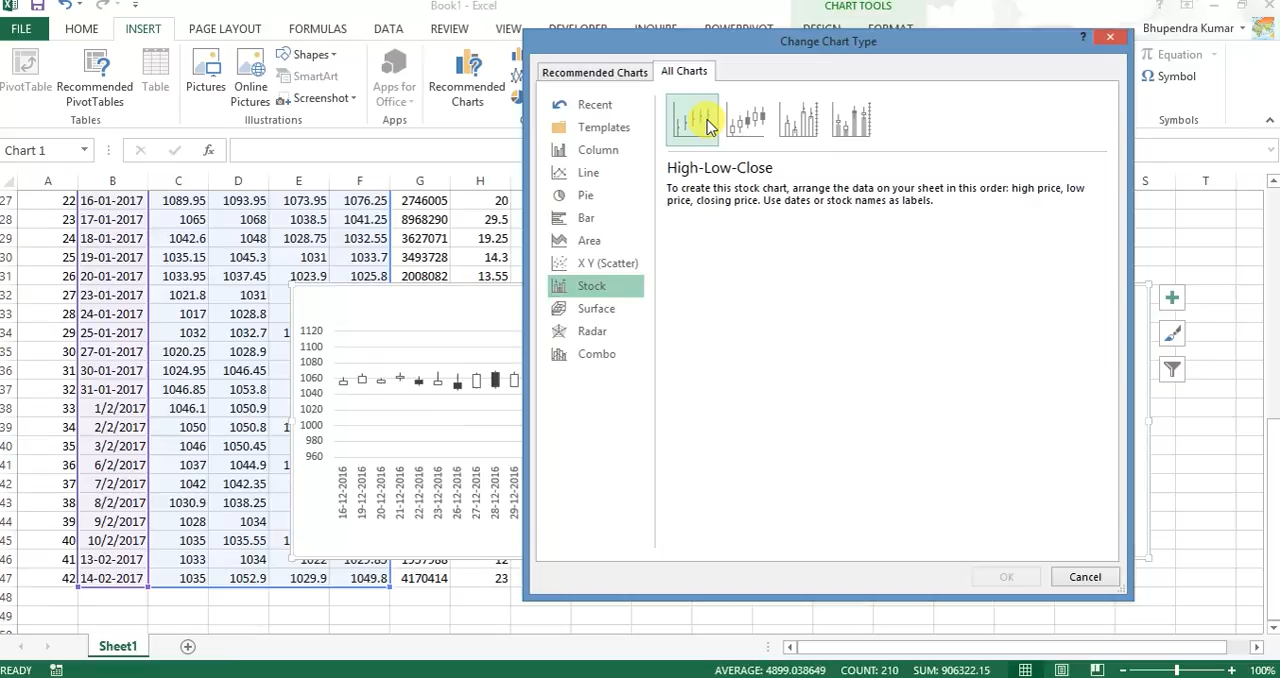 Book1 - Excel
CHART TOOLS
FILE HOME INSERT PAGE LAYOUT FORMULAS DATA REVIEW VIEW DEVELOPER INQUIRE POWERPIVOT DESIGN FORMAT Bhupendra Kumar
Change Chart Type
?
PivotTable
Recommended
PivotTables
Table
Tables
Pictures
Online
Pictures
Shapes
SmartArt
Screenshot
Illustrations
Apps for
Office
Apps
Recommended
Charts
Equation
Symbol
Symbols
Chart 1
fx
A B C D E F G H S T
27 22 16-01-2017 1089.95 1093.95 1073.95 1076.25 2746005 20
28 23 17-01-2017 1065 1068 1038.5 1041.25 8968290 29.5
29 24 18-01-2017 1042.6 1048 1028.75 1032.55 3627071 19.25
30 25 19-01-2017 1035.15 1045.3 1031 1033.7 3493728 14.3
31 26 20-01-2017 1033.95 1037.45 1023.9 1025.8 2008082 13.55
32 27 23-01-2017 1021.8 1031
33 28 24-01-2017 1017 1028.8
34 29 25-01-2017 1032 1032.7
35 30 27-01-2017 1020.25 1028.9
36 31 30-01-2017 1024.95 1046.45
37 32 31-01-2017 1046.85 1053.8
38 33 1/2/2017 1046.1 1050.9
39 34 2/2/2017 1050 1050.8
40 35 3/2/2017 1046 1050.45
41 36 6/2/2017 1037 1044.9
42 37 7/2/2017 1042 1042.35
43 38 8/2/2017 1030.9 1038.25
44 39 9/2/2017 1028 1034
45 40 10/2/2017 1035 1035.55
46 41 13-02-2017 1033 1034
47 42 14-02-2017 1035 1052.9 1029.9 1049.8 4170414 23
48
49
1120
1100
1080
1060
1040
1020
1000
980
960
16-12-2016
19-12-2016
20-12-2016
21-12-2016
22-12-2016
23-12-2016
26-12-2016
27-12-2016
28-12-2016
29-12-2016
Recommended Charts All Charts
Recent
Templates
Column
Line
Pie
Bar
Area
X Y (Scatter)
Stock
Surface
Radar
Combo
High-Low-Close
To create this stock chart, arrange the data on your sheet in this order: high price, low
price, closing price. Use dates or stock names as labels.
OK Cancel
Sheet1
READY AVERAGE: 4899.038649 COUNT: 210 SUM: 906322.15 100%